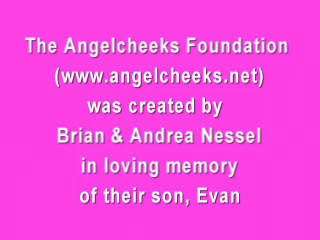 The Angelcheeks Foundation
(www.angelcheeks.net)
was created by
Brian & Andrea Nessel
in loving memory
of their son, Evan